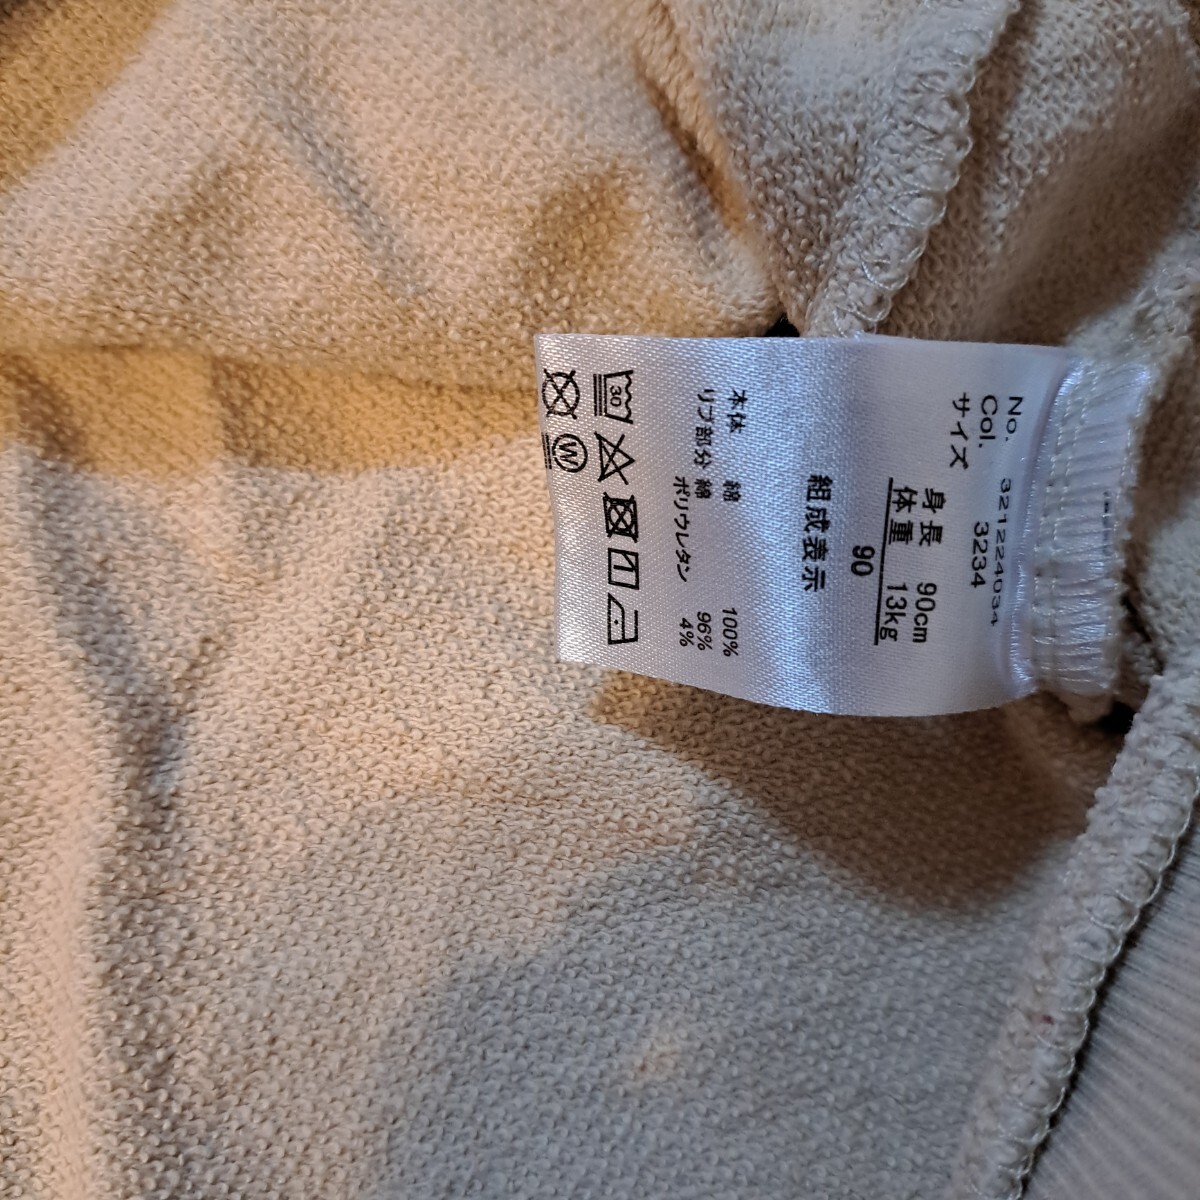 No. 321224034
Col. 3234
サイズ
身長 90cm
体重 13kg
90
組成表示
本体 綿 100%
リブ部分 綿 96%
ポリウレタン 4%
30
W